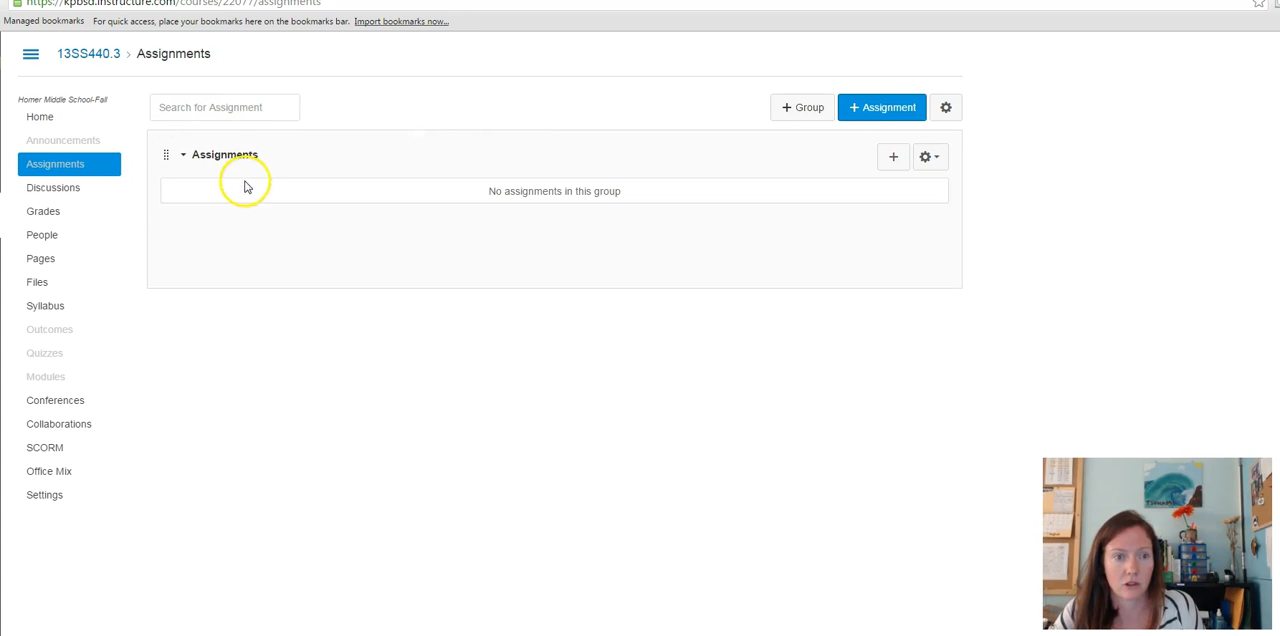 https://kpbsd.instructure.com/courses/22077/assignments
Managed bookmarks For quick access, place your bookmarks here on the bookmarks bar. Import bookmarks now...
13SS440.3 > Assignments
Homer Middle School-Fall
Home
Announcements
Assignments
Discussions
Grades
People
Pages
Files
Syllabus
Outcomes
Quizzes
Modules
Conferences
Collaborations
SCORM
Office Mix
Settings
Search for Assignment
+ Group
+ Assignment
Assignments
+
No assignments in this group